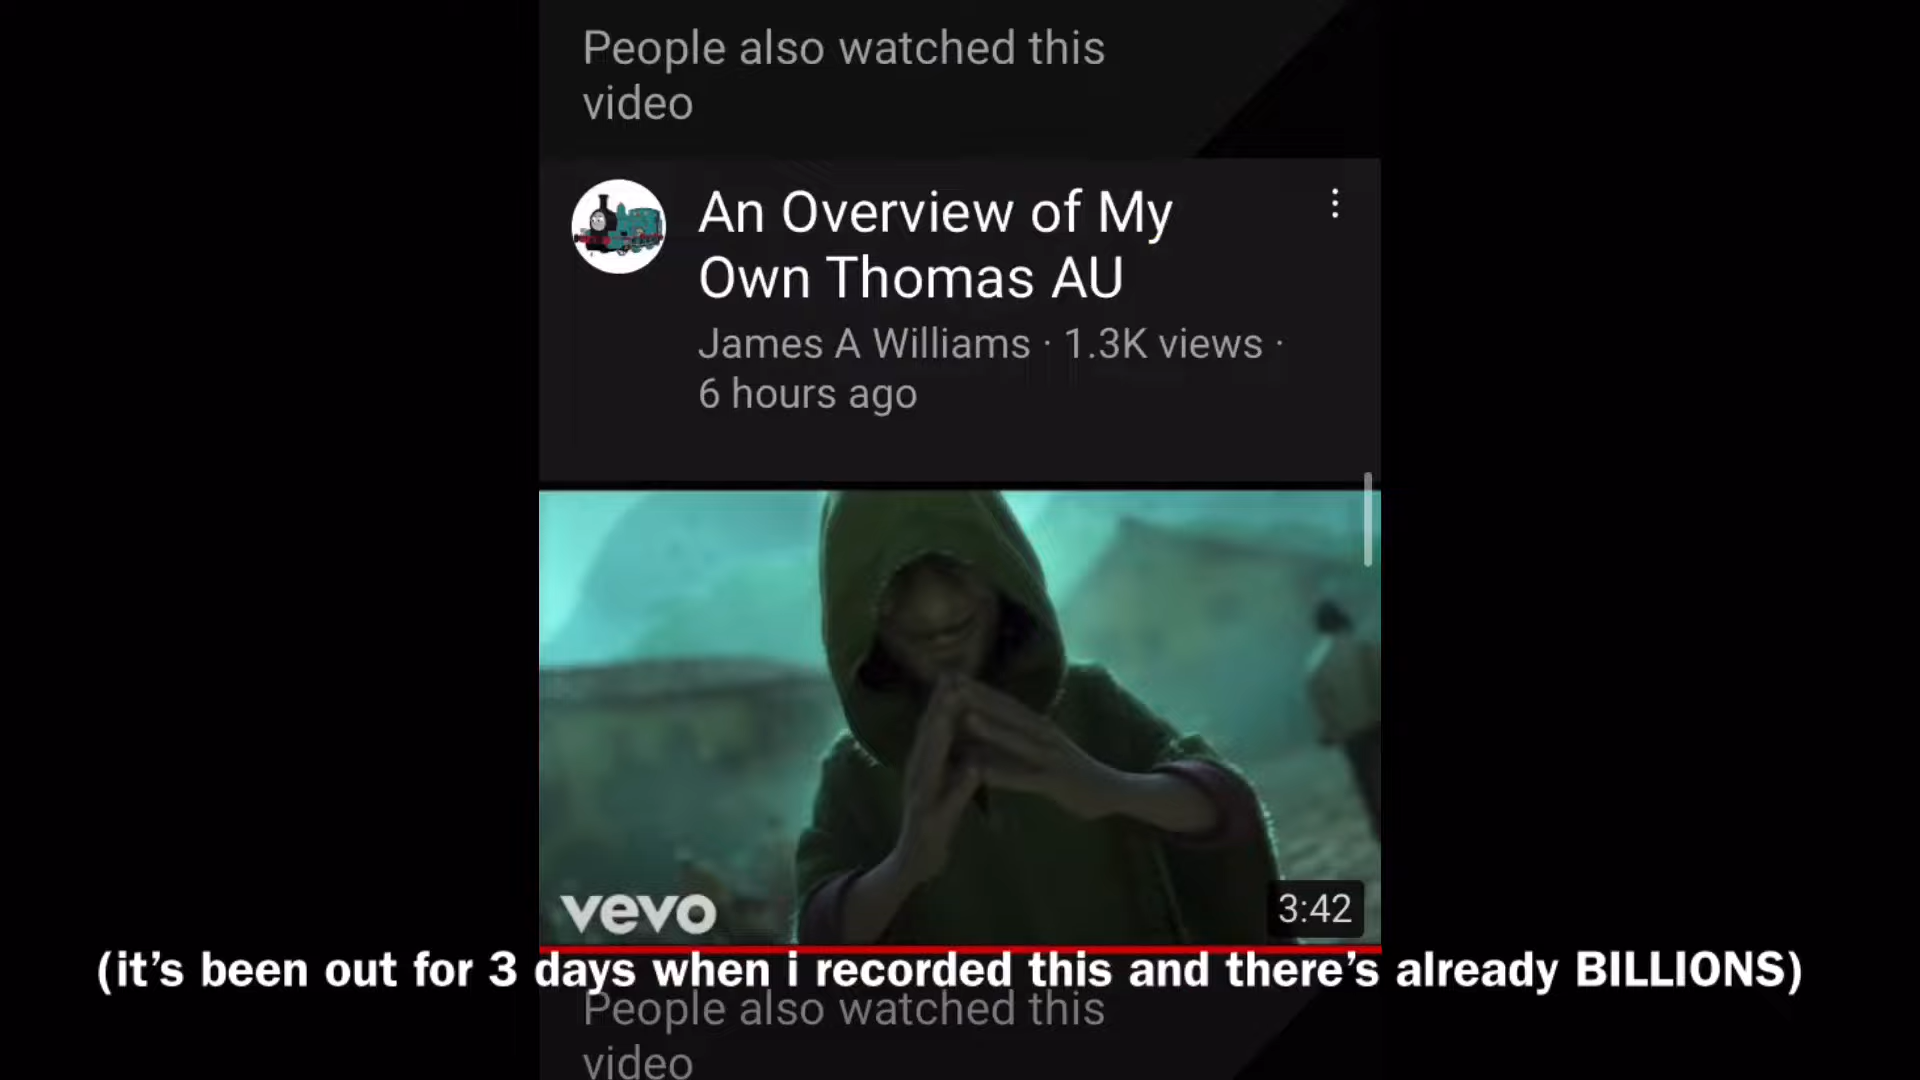 People also watched this
video
An Overview of My
Own Thomas AU
James A Williams · 1.3K views ·
6 hours ago
vevo
3:42
(it's been out for 3 days when i recorded this and there's already BILLIONS)
People also watched this
video